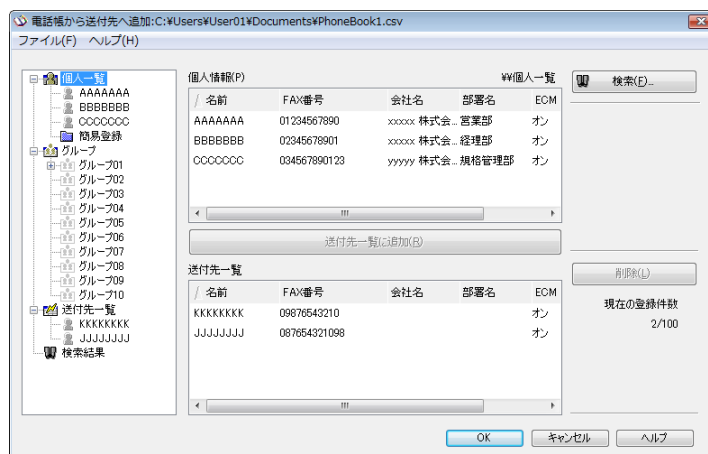 電話帳から送付先へ追加:C:¥Users¥User01¥Documents¥PhoneBook1.csv
ファイル(F) ヘルプ(H)
個人一覧
AAAAAAA
BBBBBBB
CCCCCCC
簡易登録
グループ
グループ01
グループ02
グループ03
グループ04
グループ05
グループ06
グループ07
グループ08
グループ09
グループ10
送付先一覧
KKKKKKKK
JJJJJJJJ
検索結果
個人情報(P) ¥¥個人一覧
/ 名前 FAX番号 会社名 部署名 ECM
AAAAAAA 01234567890 xxxxx 株式会... 営業部 オン
BBBBBBB 02345678901 xxxxx 株式会... 経理部 オン
CCCCCCC 034567890123 yyyyy 株式会... 規格管理部 オン
送付先一覧に追加(R)
送付先一覧
/ 名前 FAX番号 会社名 部署名 ECM
KKKKKKKK 09876543210 オン
JJJJJJJJ 087654321098 オン
検索(F)...
削除(L)
現在の登録件数
2/100
OK キャンセル ヘルプ